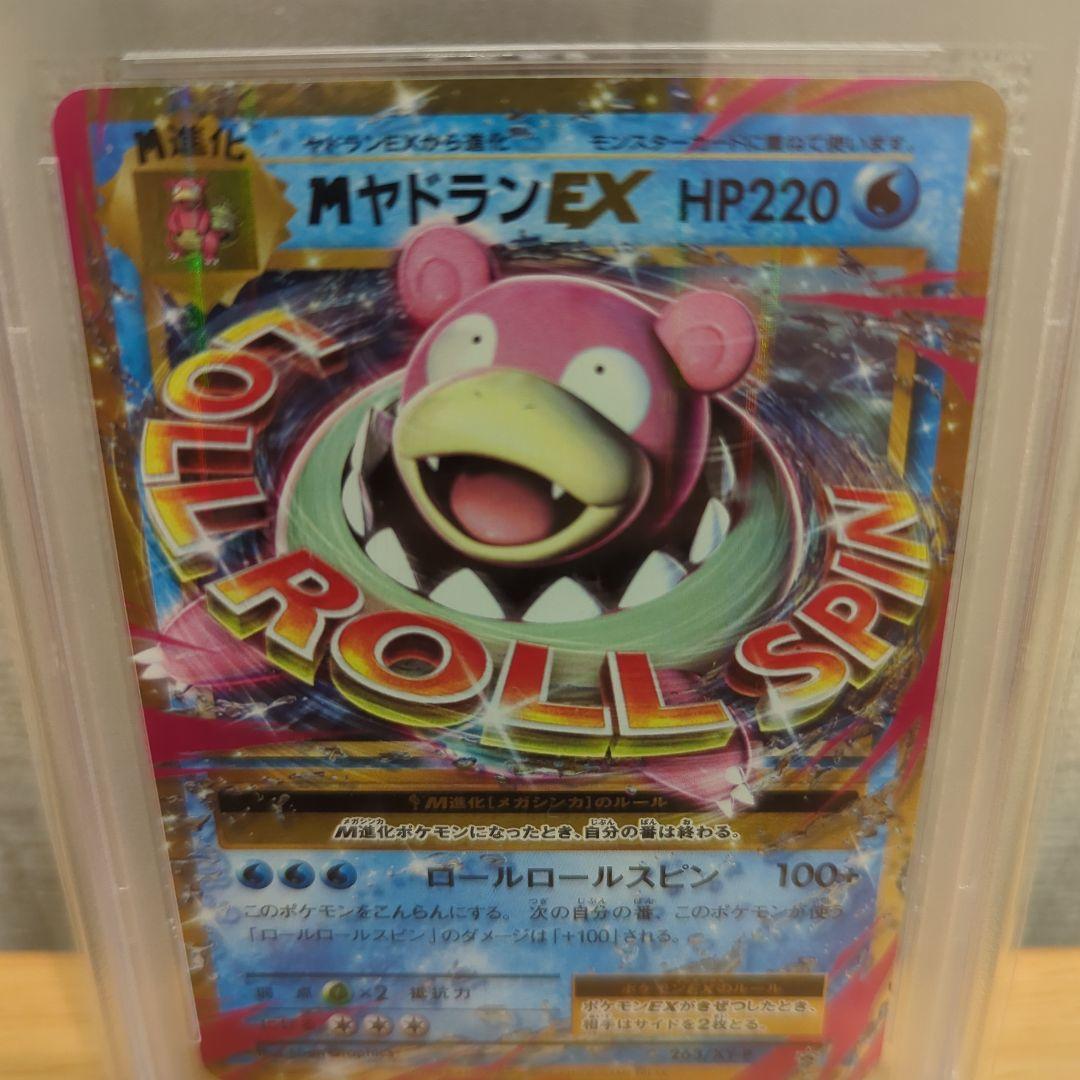 M進化
ヤドランEXから進化
モンスターカードに重ねて使います。
MヤドランEX HP220
ROLL ROLL SPIN
M進化[メガシンカ]のルール
M進化ポケモンになったとき、自分の番は終わる。
ロールロールスピン 100+
このポケモンをこんらんにする。次の自分の番、このポケモンが使う
「ロールロールスピン」のダメージは「+100」される。
弱点 ×2 抵抗力
にげる
ポケモンEXのルール
ポケモンEXがきぜつしたとき、
相手はサイドを2枚とる。
263/XY-P